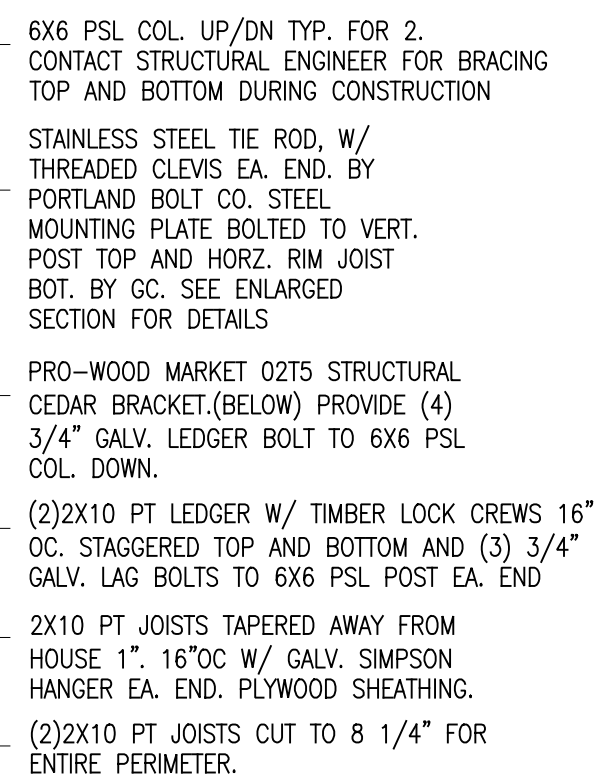 6X6 PSL COL. UP/DN TYP. FOR 2.
CONTACT STRUCTURAL ENGINEER FOR BRACING
TOP AND BOTTOM DURING CONSTRUCTION
STAINLESS STEEL TIE ROD, W/
THREADED CLEVIS EA. END. BY
PORTLAND BOLT CO. STEEL
MOUNTING PLATE BOLTED TO VERT.
POST TOP AND HORZ. RIM JOIST
BOT. BY GC. SEE ENLARGED
SECTION FOR DETAILS
PRO-WOOD MARKET 02T5 STRUCTURAL
CEDAR BRACKET.(BELOW) PROVIDE (4)
3/4" GALV. LEDGER BOLT TO 6X6 PSL
COL. DOWN.
(2)2X10 PT LEDGER W/ TIMBER LOCK CREWS 16"
OC. STAGGERED TOP AND BOTTOM AND (3) 3/4"
GALV. LAG BOLTS TO 6X6 PSL POST EA. END
2X10 PT JOISTS TAPERED AWAY FROM
HOUSE 1". 16"OC W/ GALV. SIMPSON
HANGER EA. END. PLYWOOD SHEATHING.
(2)2X10 PT JOISTS CUT TO 8 1/4" FOR
ENTIRE PERIMETER.